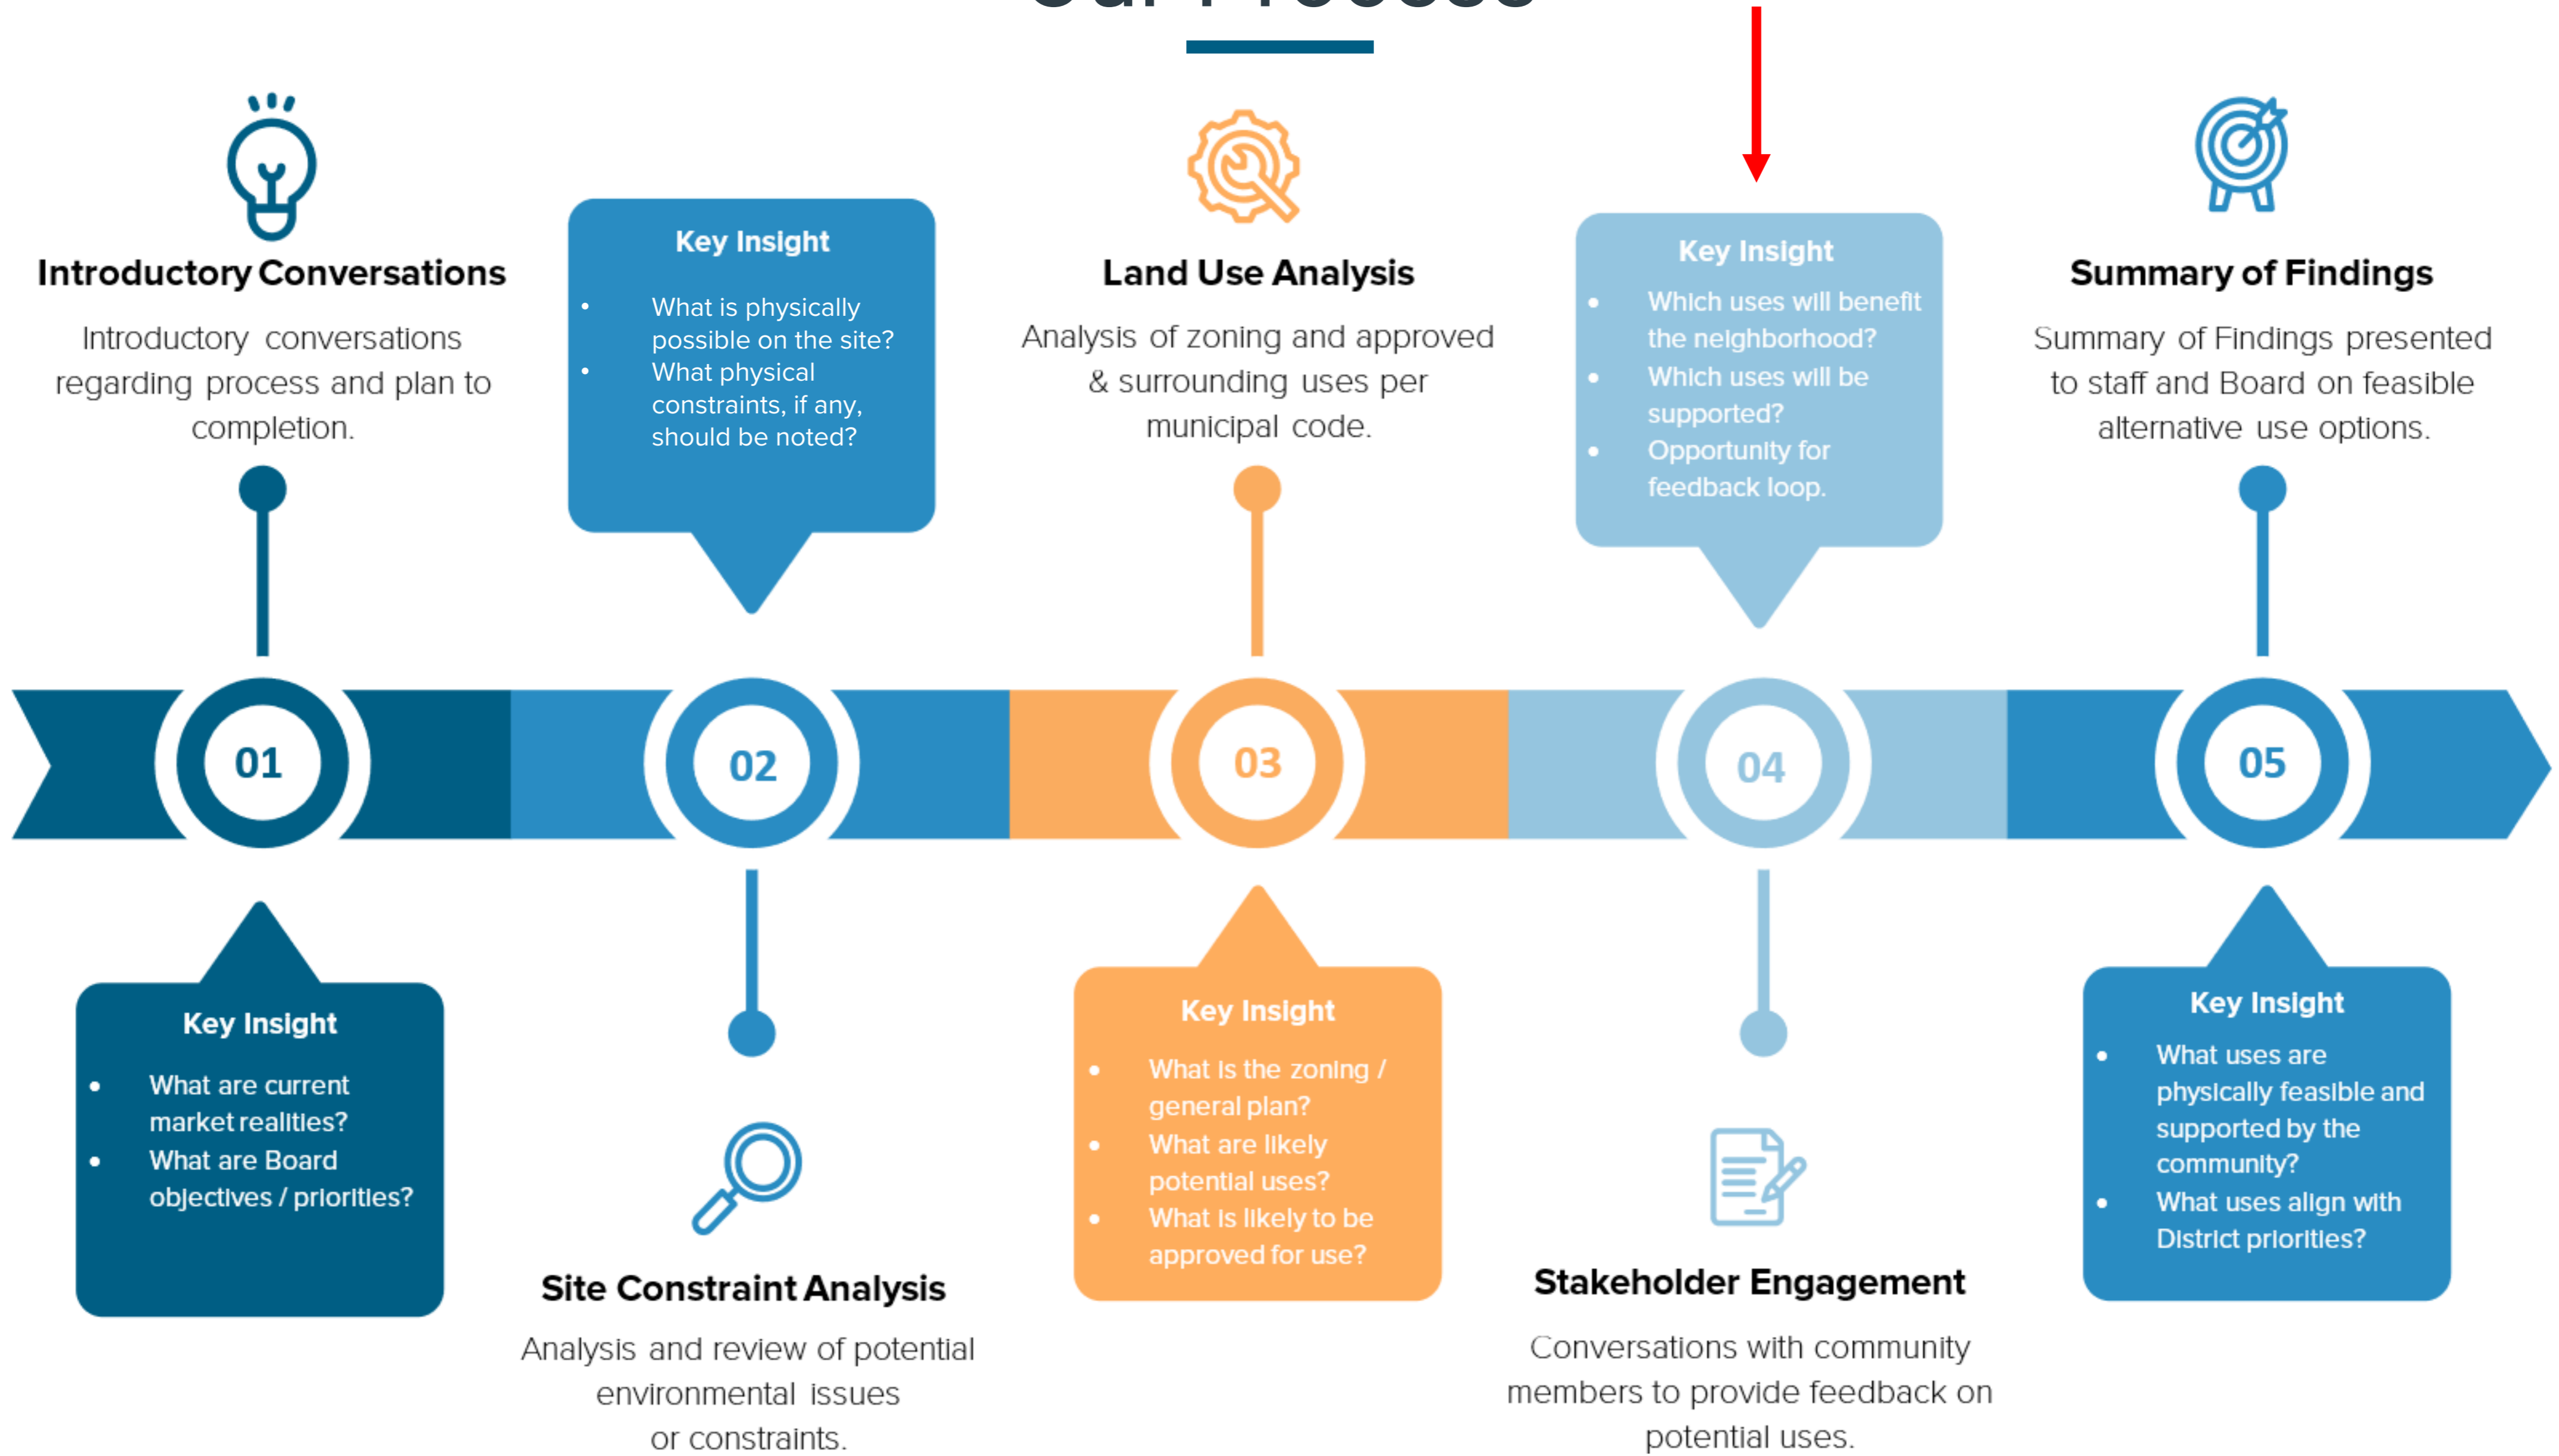 Our Process
Introductory Conversations
Introductory conversations
regarding process and plan to
completion.
Key Insight
• What is physically
possible on the site?
• What physical
constraints, if any,
should be noted?
Land Use Analysis
Analysis of zoning and approved
& surrounding uses per
municipal code.
Key Insight
• Which uses will benefit
the neighborhood?
• Which uses will be
supported?
• Opportunity for
feedback loop.
Summary of Findings
Summary of Findings presented
to staff and Board on feasible
alternative use options.
01
02
03
04
05
Key Insight
• What are current
market realities?
• What are Board
objectives / priorities?
Site Constraint Analysis
Analysis and review of potential
environmental issues
or constraints.
Key Insight
• What is the zoning /
general plan?
• What are likely
potential uses?
• What is likely to be
approved for use?
Stakeholder Engagement
Conversations with community
members to provide feedback on
potential uses.
Key Insight
• What uses are
physically feasible and
supported by the
community?
• What uses align with
District priorities?